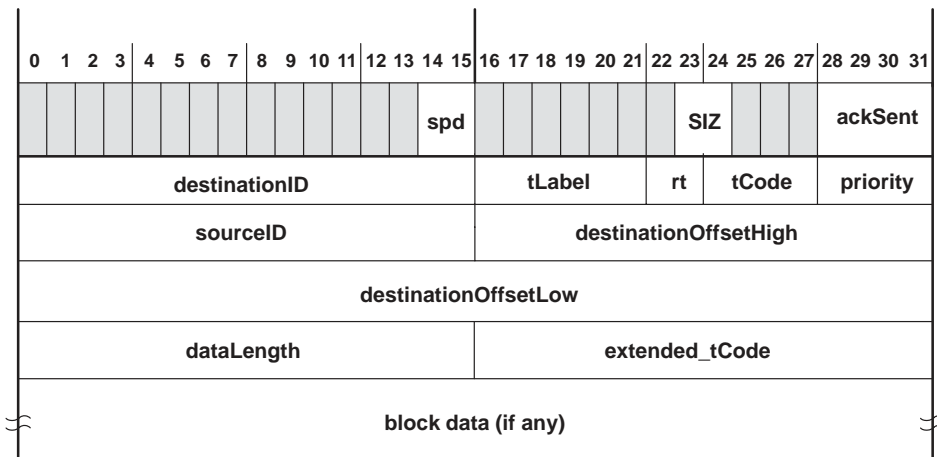 0 1 2 3 4 5 6 7 8 9 10 11 12 13 14 15 16 17 18 19 20 21 22 23 24 25 26 27 28 29 30 31
spd SIZ ackSent
destinationID tLabel rt tCode priority
sourceID destinationOffsetHigh
destinationOffsetLow
dataLength extended_tCode
block data (if any)